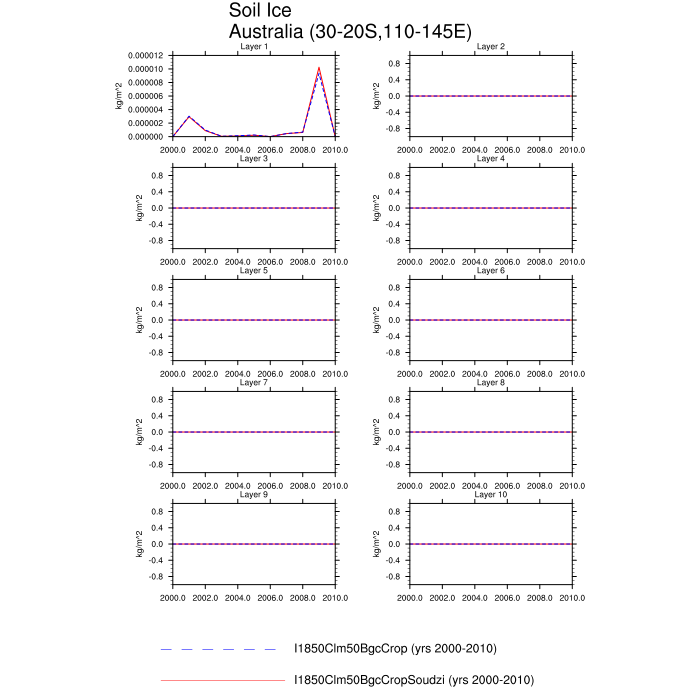 Soil Ice
Australia (30-20S,110-145E)
Layer 1
Layer 2
0.000012
0.000010
0.000008
0.000006
0.000004
0.000002
0.000000
kg/m^2
2000.0 2002.0 2004.0 2006.0 2008.0 2010.0
0.8
0.4
0.0
-0.4
-0.8
kg/m^2
2000.0 2002.0 2004.0 2006.0 2008.0 2010.0
Layer 3
Layer 4
0.8
0.4
0.0
-0.4
-0.8
kg/m^2
2000.0 2002.0 2004.0 2006.0 2008.0 2010.0
0.8
0.4
0.0
-0.4
-0.8
kg/m^2
2000.0 2002.0 2004.0 2006.0 2008.0 2010.0
Layer 5
Layer 6
0.8
0.4
0.0
-0.4
-0.8
kg/m^2
2000.0 2002.0 2004.0 2006.0 2008.0 2010.0
0.8
0.4
0.0
-0.4
-0.8
kg/m^2
2000.0 2002.0 2004.0 2006.0 2008.0 2010.0
Layer 7
Layer 8
0.8
0.4
0.0
-0.4
-0.8
kg/m^2
2000.0 2002.0 2004.0 2006.0 2008.0 2010.0
0.8
0.4
0.0
-0.4
-0.8
kg/m^2
2000.0 2002.0 2004.0 2006.0 2008.0 2010.0
Layer 9
Layer 10
0.8
0.4
0.0
-0.4
-0.8
kg/m^2
2000.0 2002.0 2004.0 2006.0 2008.0 2010.0
0.8
0.4
0.0
-0.4
-0.8
kg/m^2
2000.0 2002.0 2004.0 2006.0 2008.0 2010.0
I1850Clm50BgcCrop (yrs 2000-2010)
I1850Clm50BgcCropSoudzi (yrs 2000-2010)